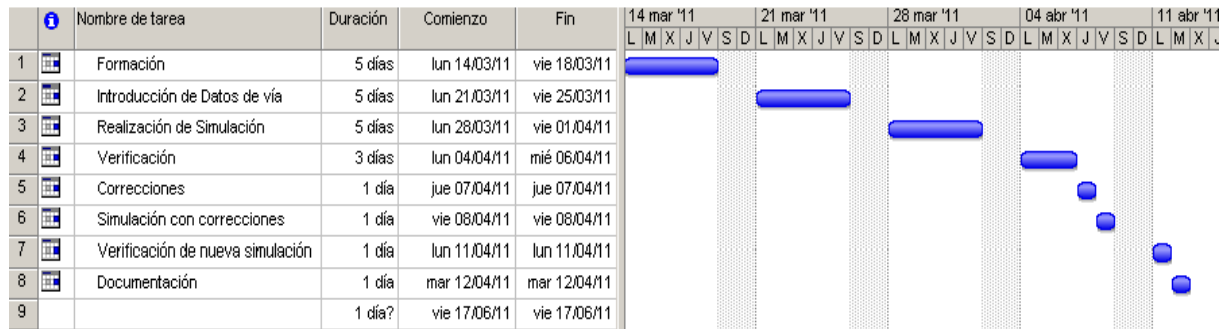 Nombre de tarea Duración Comienzo Fin 14 mar '11 21 mar '11 28 mar '11 04 abr '11 11 abr '11
L M X J V S D L M X J V S D L M X J V S D L M X J V S D L M X J
1 Formación 5 días lun 14/03/11 vie 18/03/11
2 Introducción de Datos de vía 5 días lun 21/03/11 vie 25/03/11
3 Realización de Simulación 5 días lun 28/03/11 vie 01/04/11
4 Verificación 3 días lun 04/04/11 mié 06/04/11
5 Correcciones 1 día jue 07/04/11 jue 07/04/11
6 Simulación con correcciones 1 día vie 08/04/11 vie 08/04/11
7 Verificación de nueva simulación 1 día lun 11/04/11 lun 11/04/11
8 Documentación 1 día mar 12/04/11 mar 12/04/11
9 1 día? vie 17/06/11 vie 17/06/11